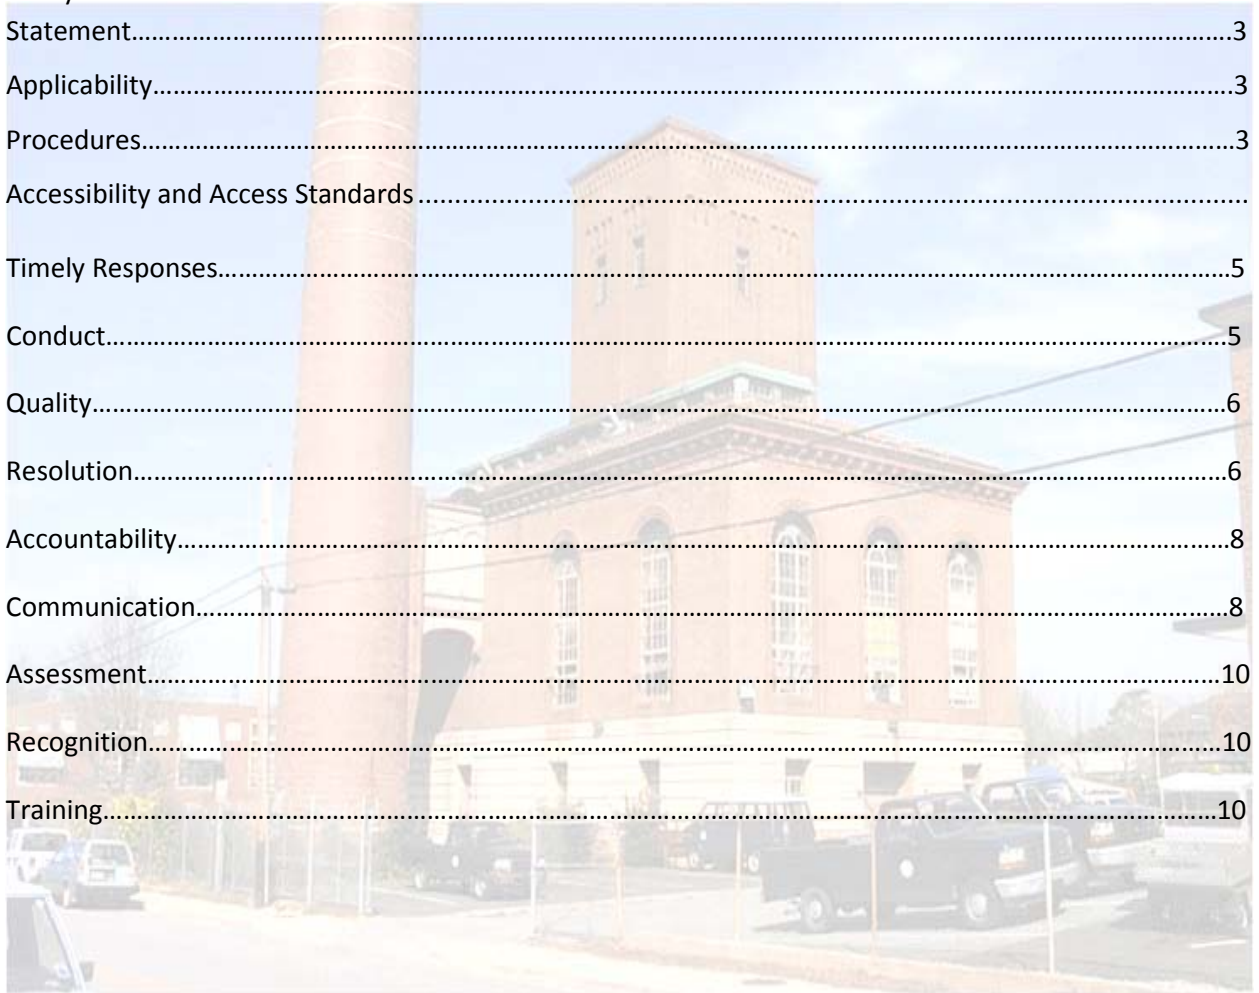 Statement................................................................3
Applicability................................................................3
Procedures................................................................3
Accessibility and Access Standards................................................................
Timely Responses................................................................5
Conduct................................................................5
Quality................................................................6
Resolution................................................................6
Accountability................................................................8
Communication................................................................8
Assessment................................................................10
Recognition................................................................10
Training................................................................10